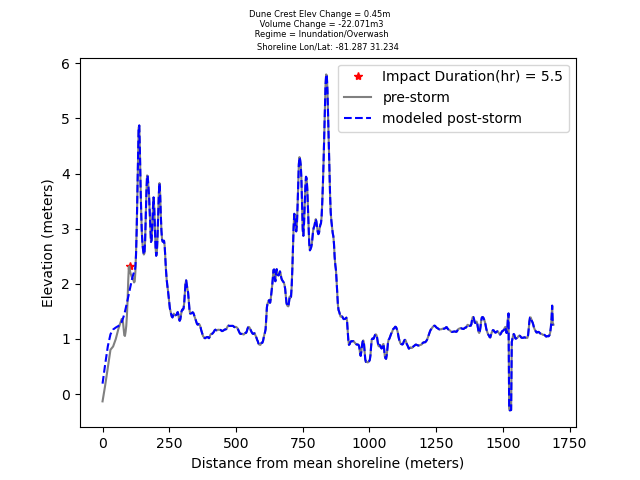 Dune Crest Elev Change = 0.45m
Volume Change = -22.071m3
Regime = Inundation/Overwash
Shoreline Lon/Lat: -81.287 31.234
Impact Duration(hr) = 5.5
pre-storm
modeled post-storm
6
5
4
3
2
1
0
Elevation (meters)
0 250 500 750 1000 1250 1500 1750
Distance from mean shoreline (meters)